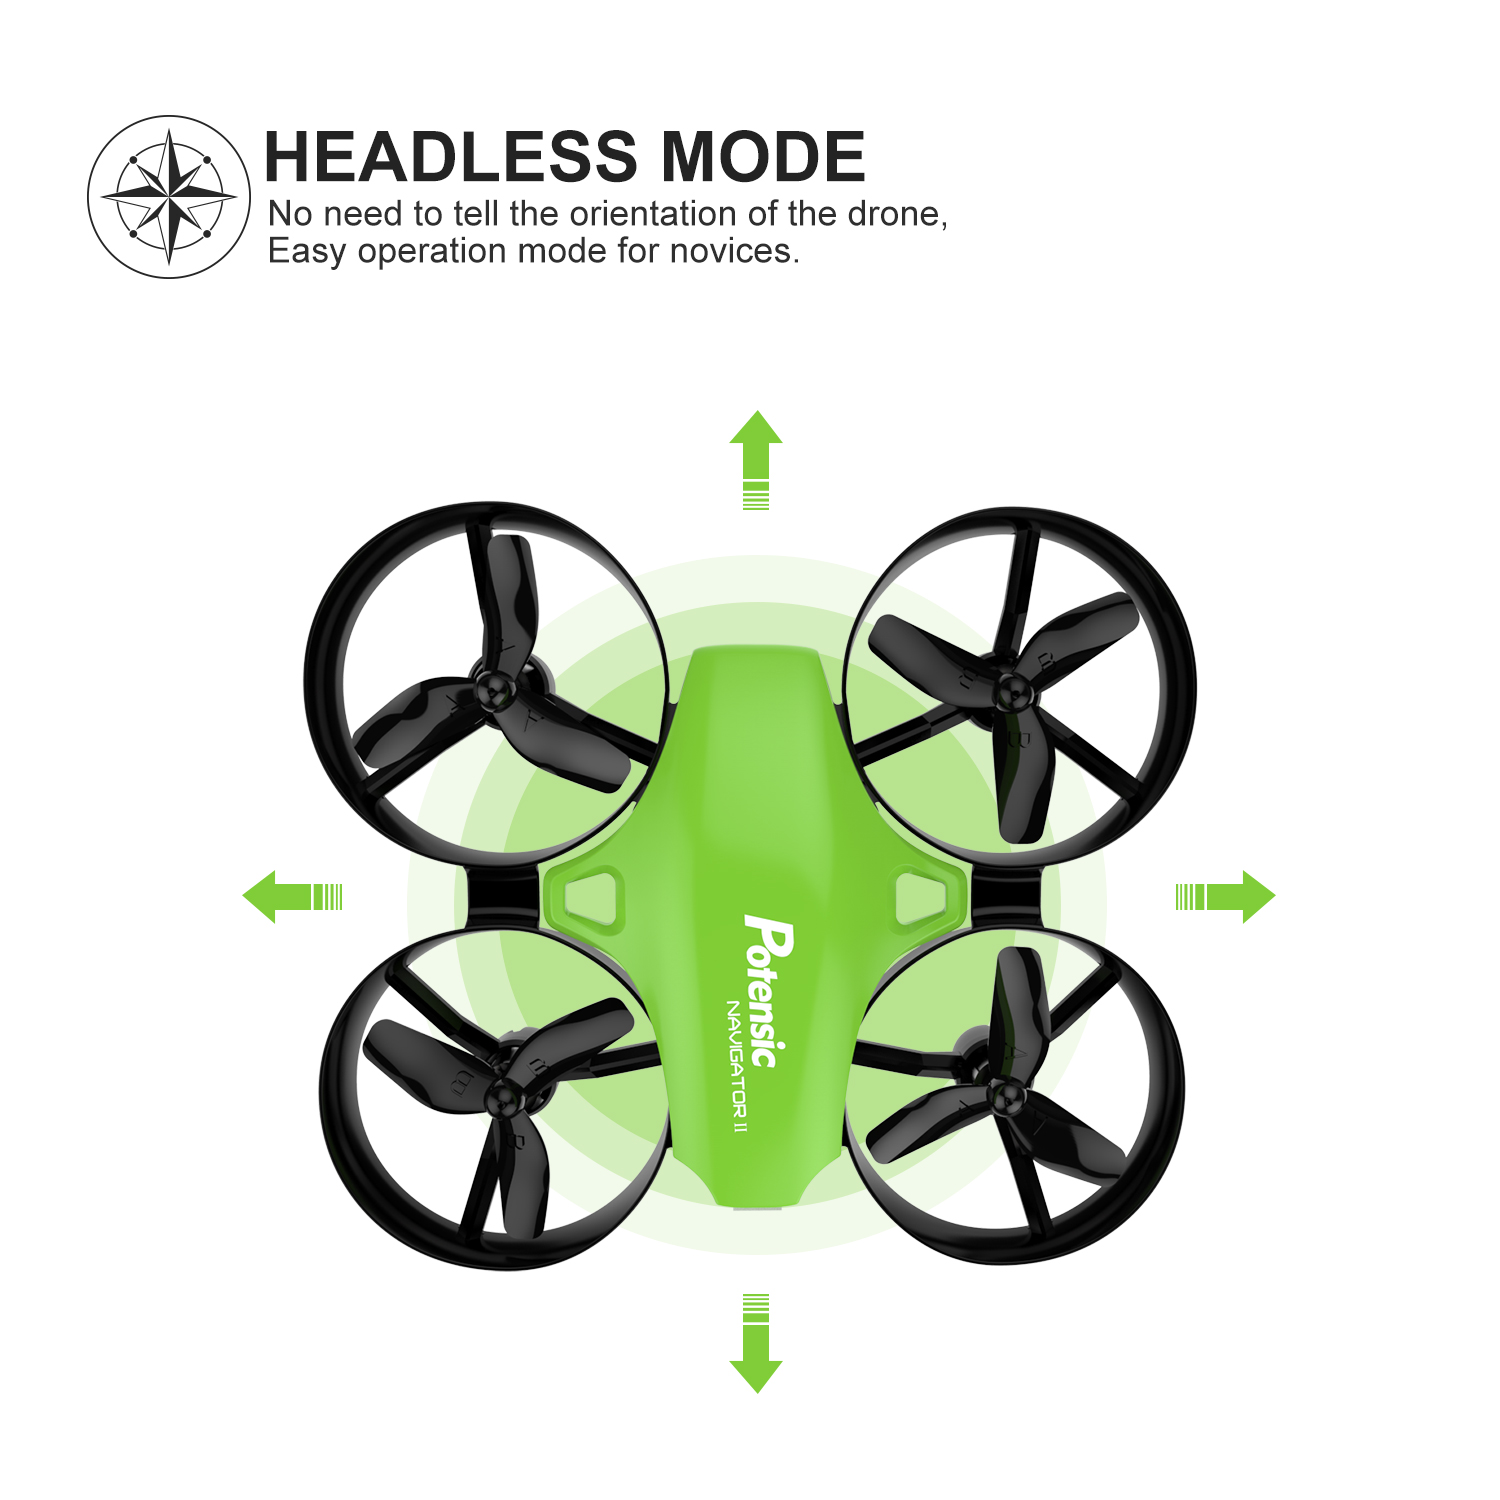 HEADLESS MODE
No need to tell the orientation of the drone,
Easy operation mode for novices.
A
A
A
B
B
B
Potensic
NAVIGATOR II
B
B
B
A
A
A